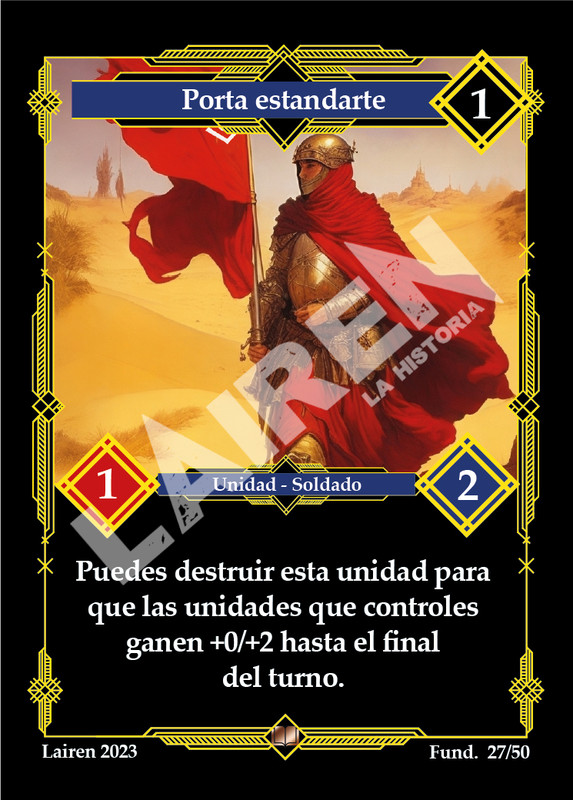 Porta estandarte
1
LAIREN
LA HISTORIA
1
Unidad - Soldado
2
Puedes destruir esta unidad para
que las unidades que controles
ganen +0/+2 hasta el final
del turno.
Lairen 2023
Fund. 27/50